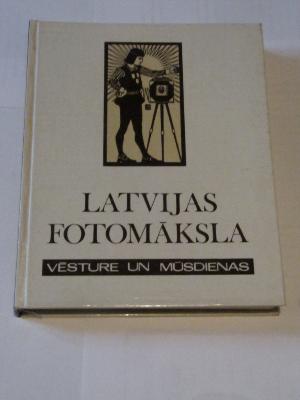 LATVIJAS
FOTOMĀKSLA
VĒSTURE UN MŪSDIENAS